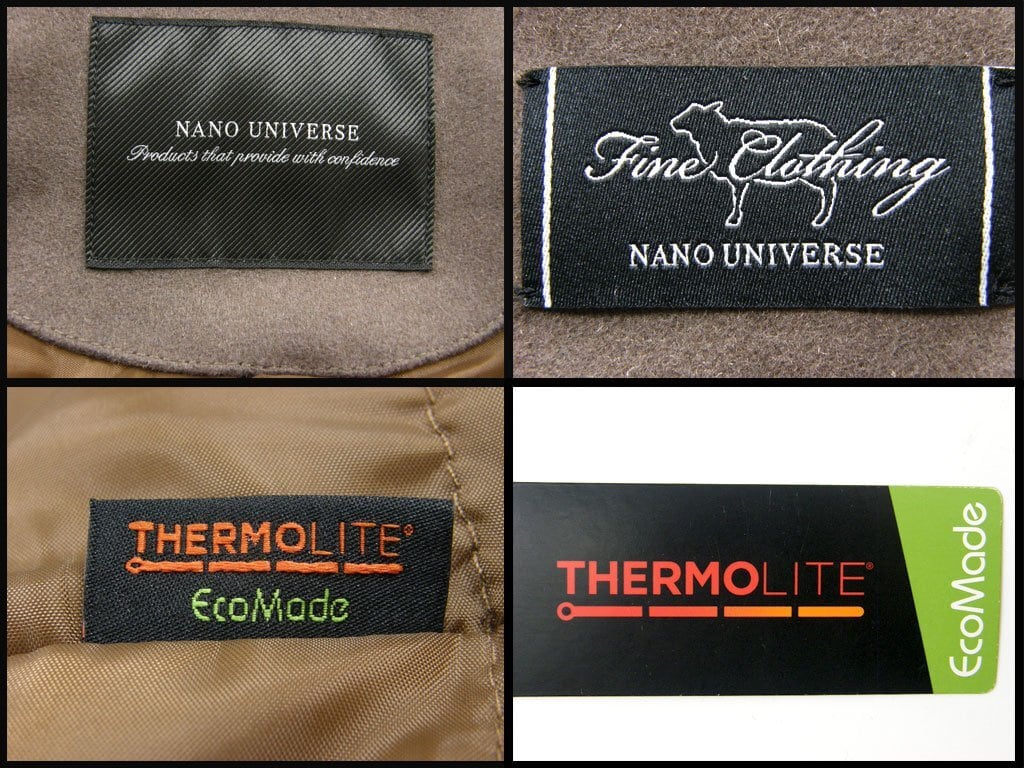 NANO UNIVERSE
Products that provide with confidence
Fine Clothing
NANO UNIVERSE
THERMOLITE®
EcoMade
THERMOLITE®
EcoMade